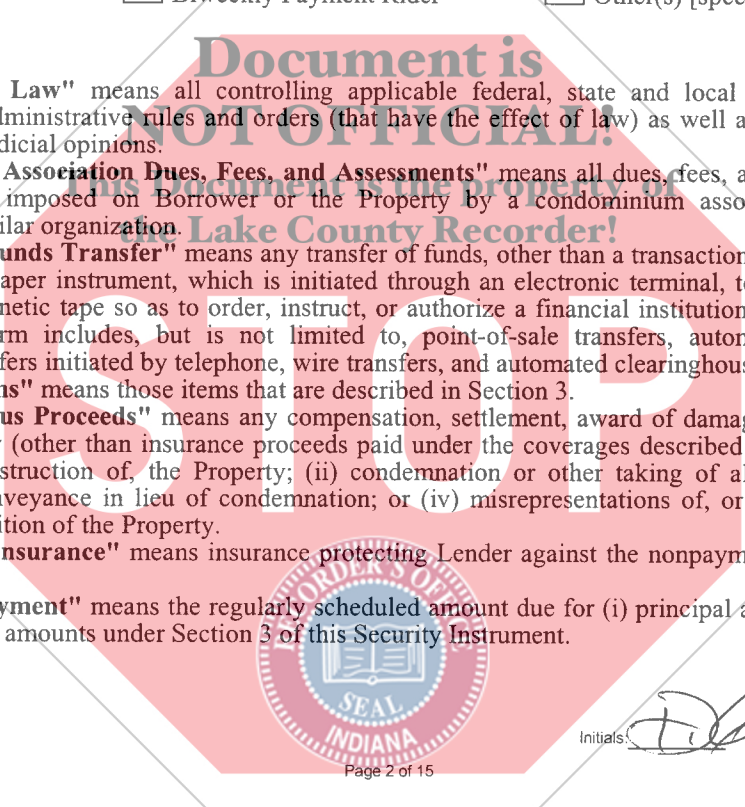 Biweekly Payment Rider Other(s) [spec
Document is
Law" means all controlling applicable federal, state and local
dministrative rules and orders (that have the effect of law) as well a
NOT OFFICIAL!
dicial opinions.
Association Dues, Fees, and Assessments" means all dues, fees, a
This Document is the property of
imposed on Borrower or the Property by a condominium asso
ilar organization.
the Lake County Recorder!
unds Transfer" means any transfer of funds, other than a transaction
aper instrument, which is initiated through an electronic terminal, t
netic tape so as to order, instruct, or authorize a financial institution
rm includes, but is not limited to, point-of-sale transfers, autom
fers initiated by telephone, wire transfers, and automated clearinghous
ns" means those items that are described in Section 3.
us Proceeds" means any compensation, settlement, award of damag
(other than insurance proceeds paid under the coverages described
struction of, the Property; (ii) condemnation or other taking of al
veyance in lieu of condemnation; or (iv) misrepresentations of, or
ition of the Property.
STOP
nsurance" means insurance protecting Lender against the nonpaym
yment" means the regularly scheduled amount due for (i) principal a
amounts under Section 3 of this Security Instrument.
RECORDER'S OFFICE
SEAL
INDIANA
Initials:
Page 2 of 15